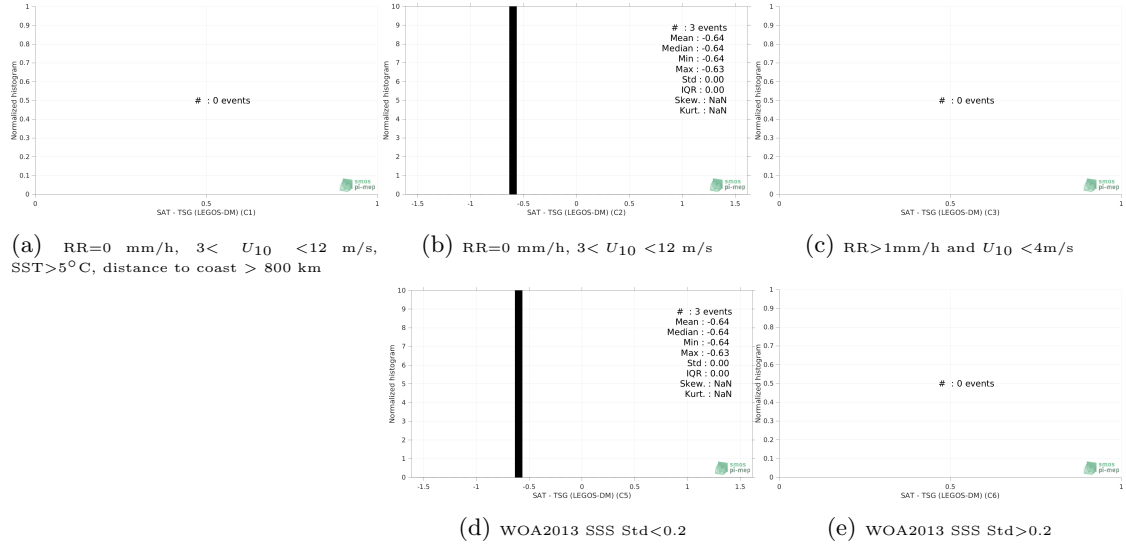 1
0.9
0.8
0.7
0.6
0.5
0.4
0.3
0.2
0.1
0
Normalized histogram
# : 0 events
smos
pi-mep
0 0.5 1
SAT - TSG (LEGOS-DM) (C1)
(a) RR=0 mm/h, 3< U10 <12 m/s,
SST>5°C, distance to coast > 800 km
10
9
8
7
6
5
4
3
2
1
0
Normalized histogram
# : 3 events
Mean : -0.64
Median : -0.64
Min : -0.64
Max : -0.63
Std : 0.00
IQR : 0.00
Skew. : NaN
Kurt. : NaN
smos
pi-mep
-1.5 -1 -0.5 0 0.5 1 1.5
SAT - TSG (LEGOS-DM) (C2)
(b) RR=0 mm/h, 3< U10 <12 m/s
1
0.9
0.8
0.7
0.6
0.5
0.4
0.3
0.2
0.1
0
Normalized histogram
# : 0 events
smos
pi-mep
0 0.5 1
SAT - TSG (LEGOS-DM) (C3)
(c) RR>1mm/h and U10 <4m/s
10
9
8
7
6
5
4
3
2
1
0
Normalized histogram
# : 3 events
Mean : -0.64
Median : -0.64
Min : -0.64
Max : -0.63
Std : 0.00
IQR : 0.00
Skew. : NaN
Kurt. : NaN
smos
pi-mep
-1.5 -1 -0.5 0 0.5 1 1.5
SAT - TSG (LEGOS-DM) (C5)
(d) WOA2013 SSS Std<0.2
1
0.9
0.8
0.7
0.6
0.5
0.4
0.3
0.2
0.1
0
Normalized histogram
# : 0 events
smos
pi-mep
0 0.5 1
SAT - TSG (LEGOS-DM) (C6)
(e) WOA2013 SSS Std>0.2